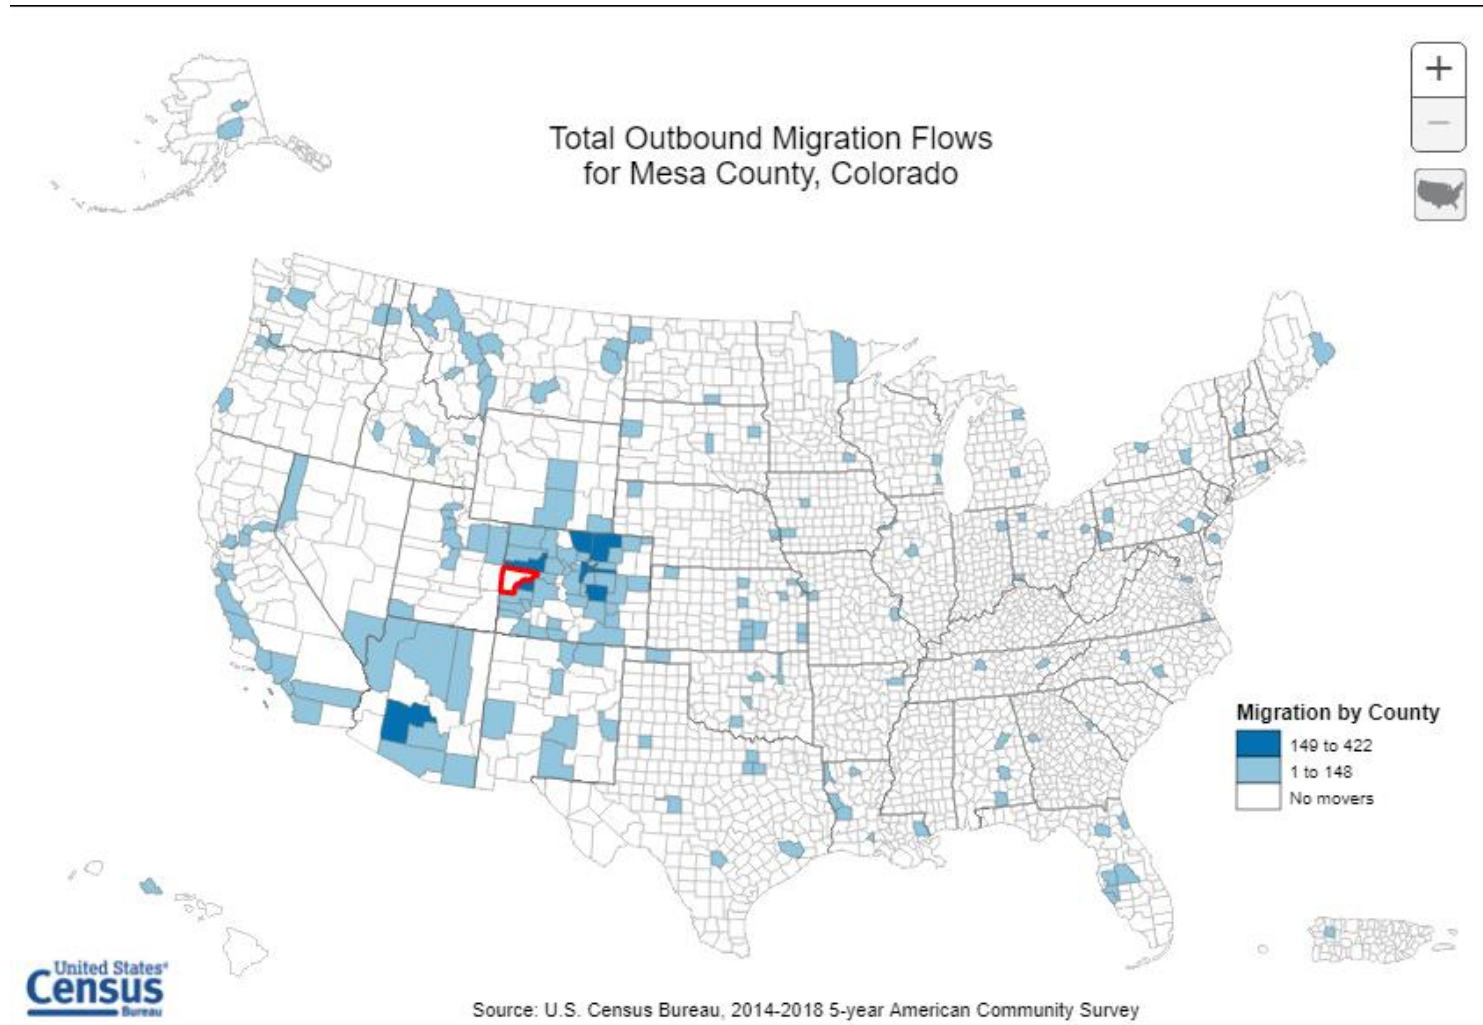 Total Outbound Migration Flows
for Mesa County, Colorado
+
−
Migration by County
149 to 422
1 to 148
No movers
United States®
Census
Bureau
Source: U.S. Census Bureau, 2014-2018 5-year American Community Survey